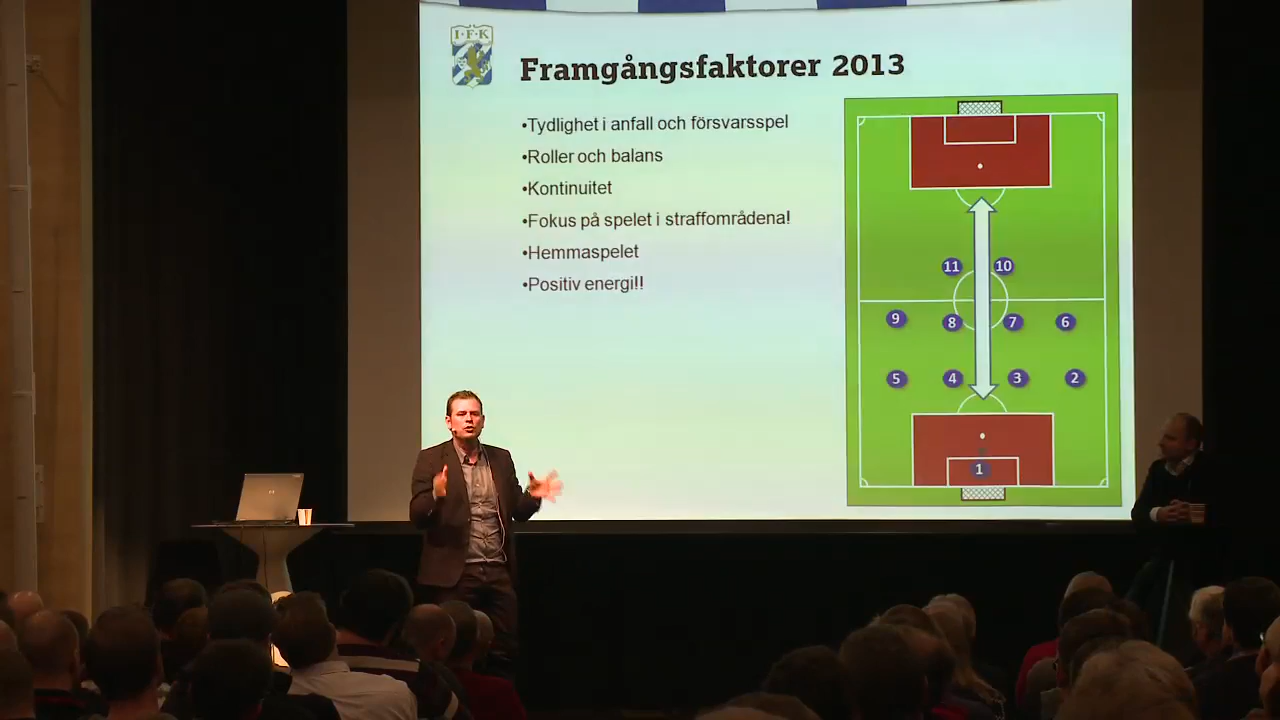 I·F·K
Framgångsfaktorer 2013
•Tydlighet i anfall och försvarsspel
•Roller och balans
•Kontinuitet
•Fokus på spelet i straffområdena!
•Hemmaspelet
•Positiv energi!!
11 10
9 8 7 6
5 4 3 2
1